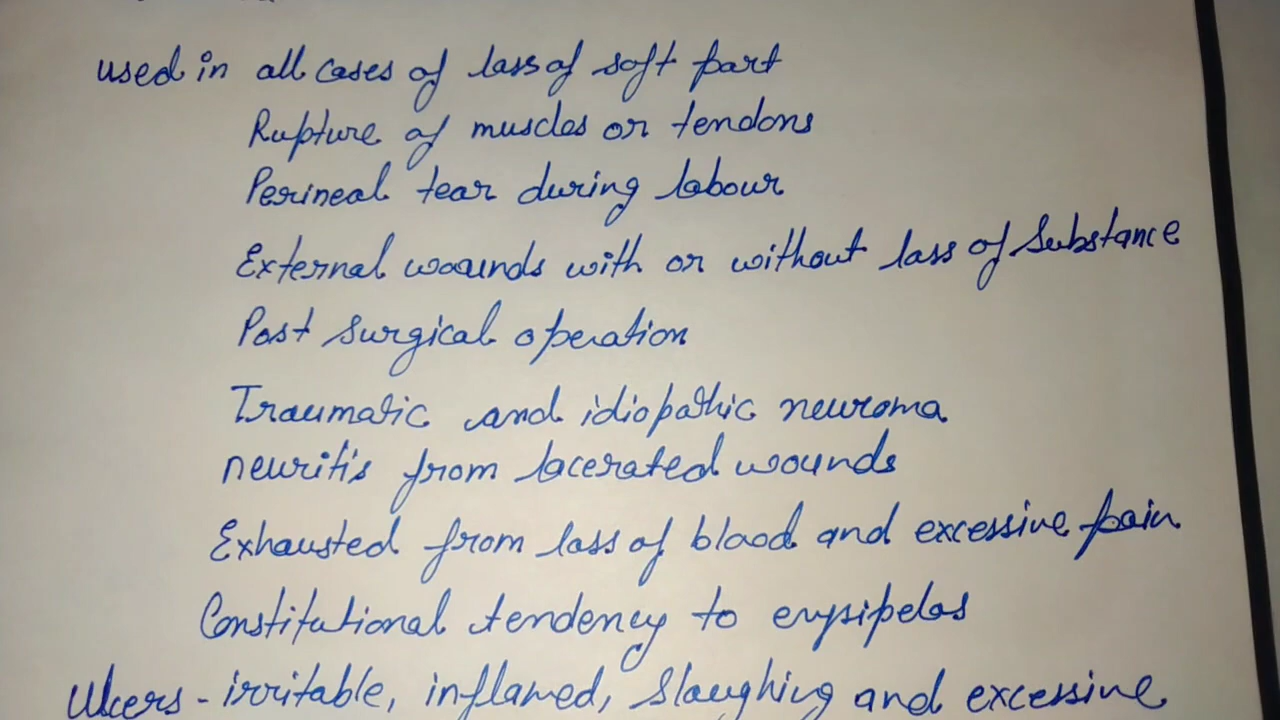 used in all cases of loss of soft part
Rupture of muscles or tendons
Perineal tear during labour
External wounds with or without loss of Substance
Post Surgical operation
Traumatic and idiopathic neuroma
neuritis from lacerated wounds
Exhausted from loss of blood and excessive pain
Constitutional tendency to erysipelas
Ulcers - irritable, inflamed, Sloughing and excessive